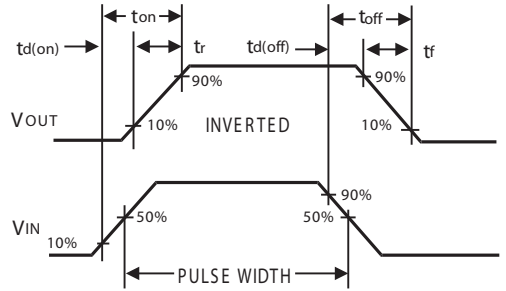 ton
toff
td(on)
tr
td(off)
tf
90%
90%
VOUT
10%
INVERTED
10%
90%
50%
50%
VIN
10%
PULSE WIDTH